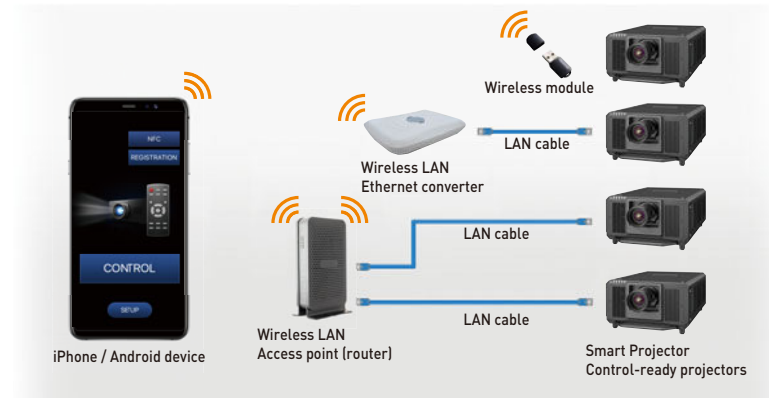 Wireless module
NFC
REGISTRATION
LAN cable
Wireless LAN
Ethernet converter
LAN cable
CONTROL
SETUP
LAN cable
Wireless LAN
Access point (router)
iPhone / Android device
Smart Projector
Control-ready projectors